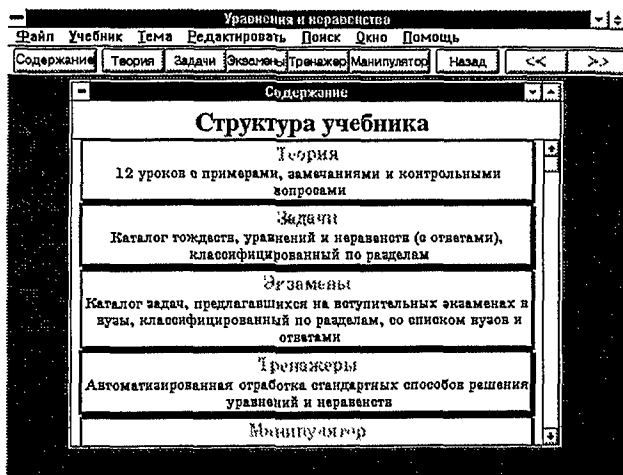 Уравнения и неравенство
Файл Учебник Тема Редактировать Поиск Окно Помощь
Содержание Теория Задачи Экзамены Тренажер Манипулятор Назад << >>
Содержание
Структура учебника
Теория
12 уроков с примерами, замечаниями и контрольными
вопросами
Задачи
Каталог тождеств, уравнений и неравенств (с ответами),
классифицированный по разделам
Экзамены
Каталог задач, предлагавшихся на вступительных экзаменах в
вузы, классифицированный по разделам, со списком вузов и
ответами
Тренажеры
Автоматизированная отработка стандартных способов решения
уравнений и неравенств
Манипулятор